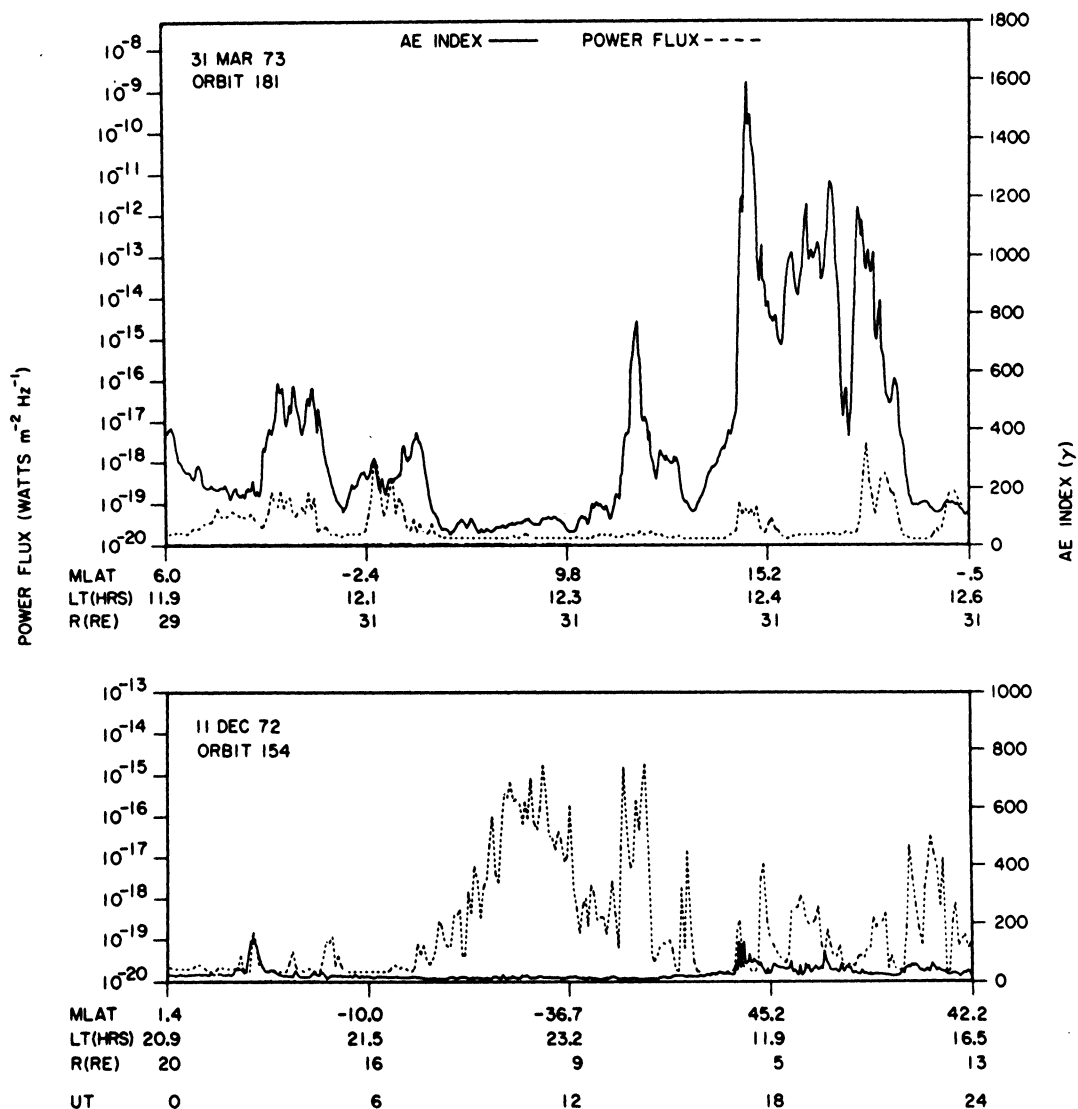 AE INDEX —— POWER FLUX ----
31 MAR 73
ORBIT 181
10-8
10-9
10-10
10-11
10-12
10-13
10-14
10-15
10-16
10-17
10-18
10-19
10-20
1800
1600
1400
1200
1000
800
600
400
200
0
POWER FLUX (WATTS m-2 Hz-1)
AE INDEX (γ)
MLAT 6.0 -2.4 9.8 15.2 -.5
LT(HRS) 11.9 12.1 12.3 12.4 12.6
R(RE) 29 31 31 31 31
11 DEC 72
ORBIT 154
10-13
10-14
10-15
10-16
10-17
10-18
10-19
10-20
1000
800
600
400
200
0
MLAT 1.4 -10.0 -36.7 45.2 42.2
LT(HRS) 20.9 21.5 23.2 11.9 16.5
R(RE) 20 16 9 5 13
UT 0 6 12 18 24